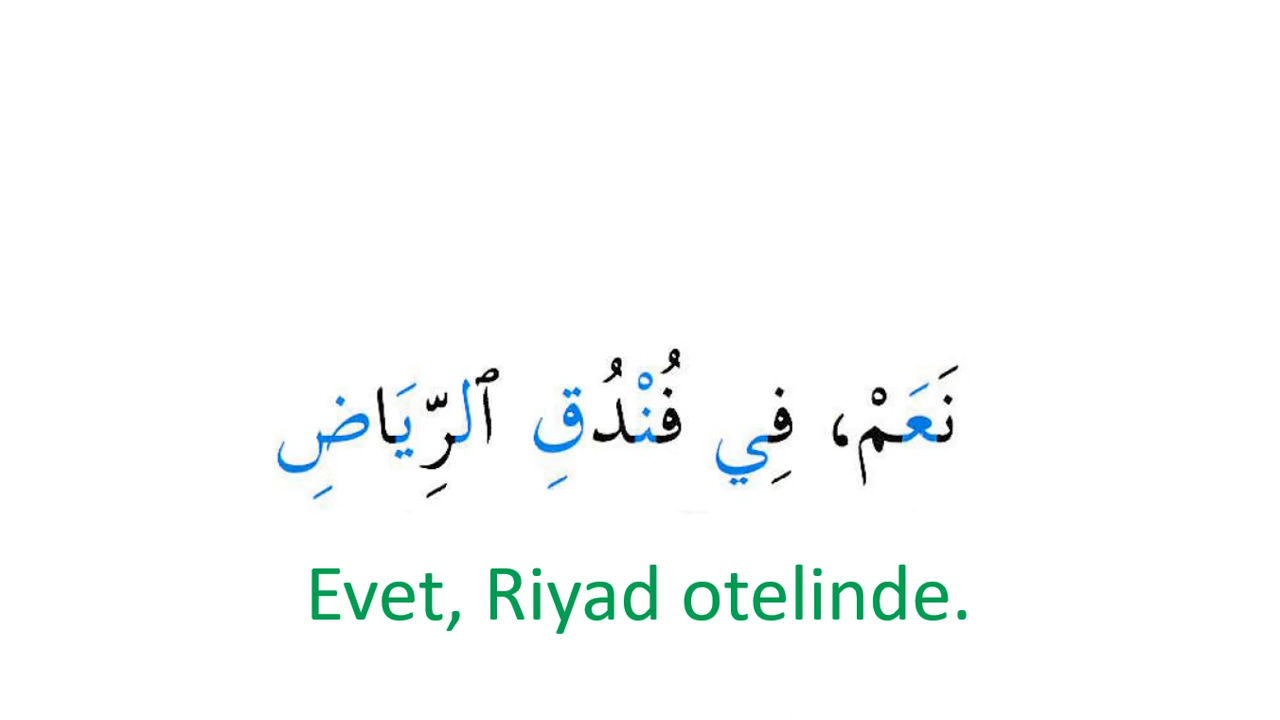 نَعَمْ، فِي فُنْدُقِ ٱلرِّيَاضِ
Evet, Riyad otelinde.